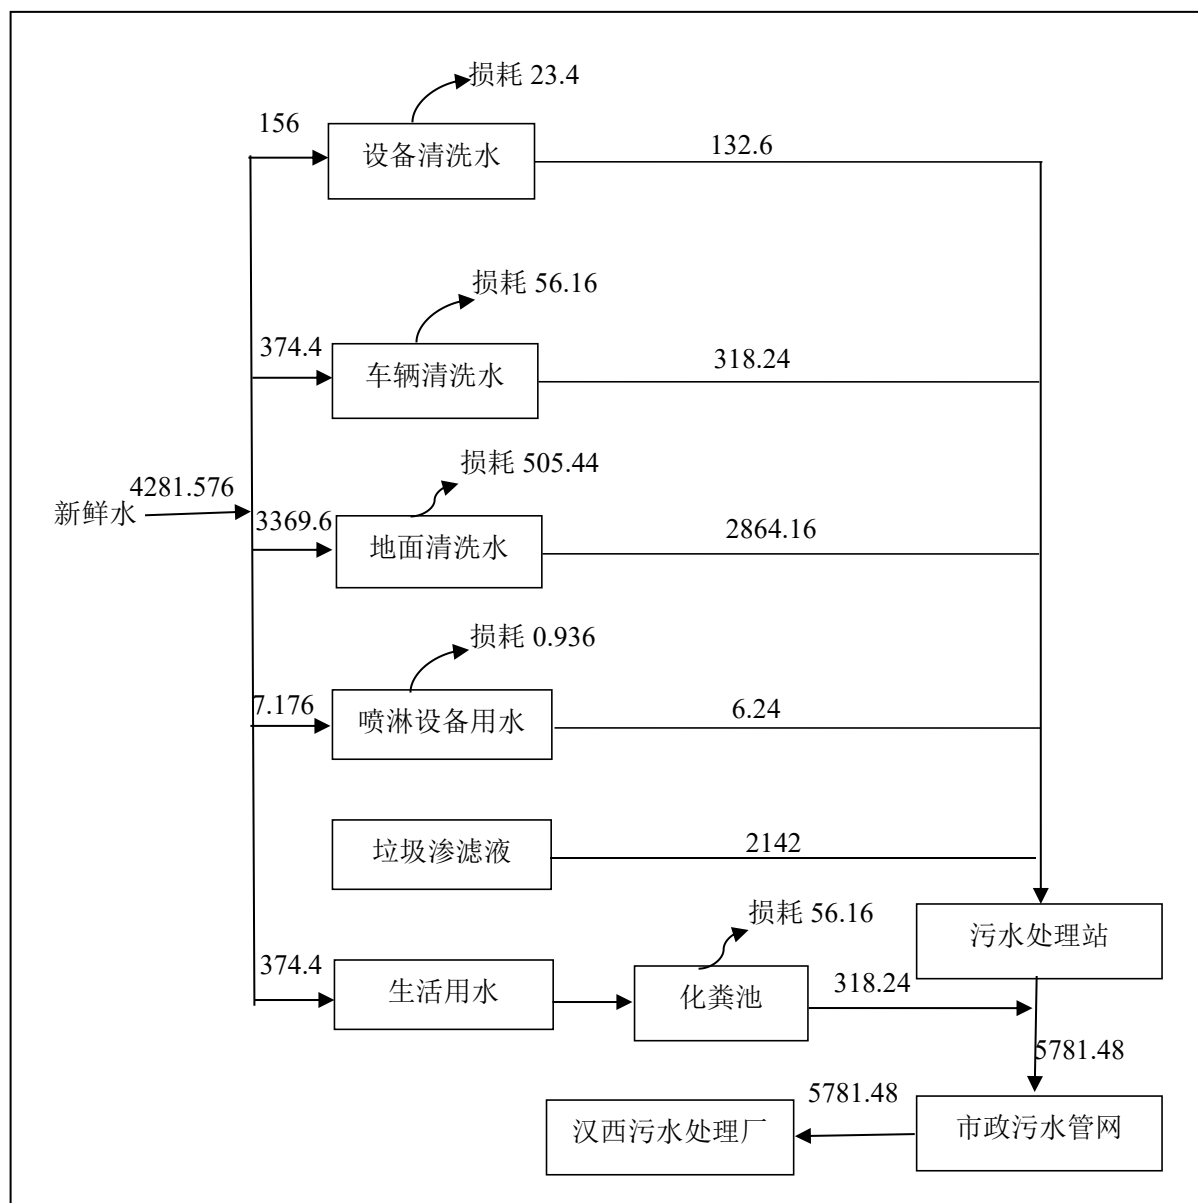 损耗 23.4
156
设备清洗水
132.6
损耗 56.16
374.4
车辆清洗水
318.24
损耗 505.44
4281.576
新鲜水
3369.6
地面清洗水
2864.16
损耗 0.936
7.176
喷淋设备用水
6.24
垃圾渗滤液
2142
损耗 56.16
污水处理站
374.4
生活用水
化粪池
318.24
5781.48
5781.48
汉西污水处理厂
市政污水管网